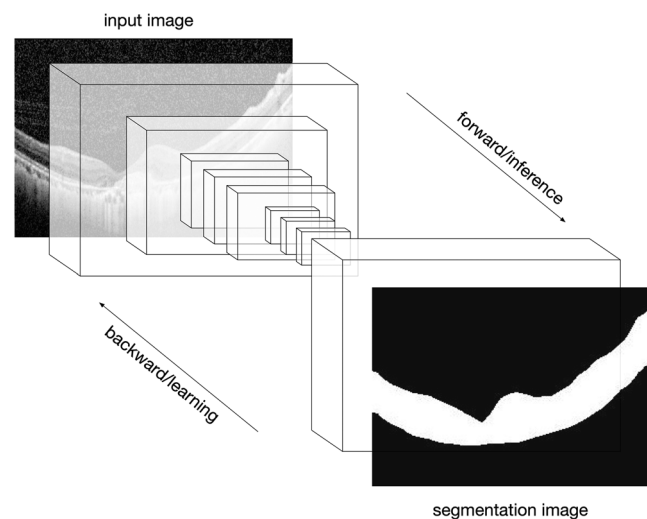 input image
forward/inference
backward/learning
segmentation image